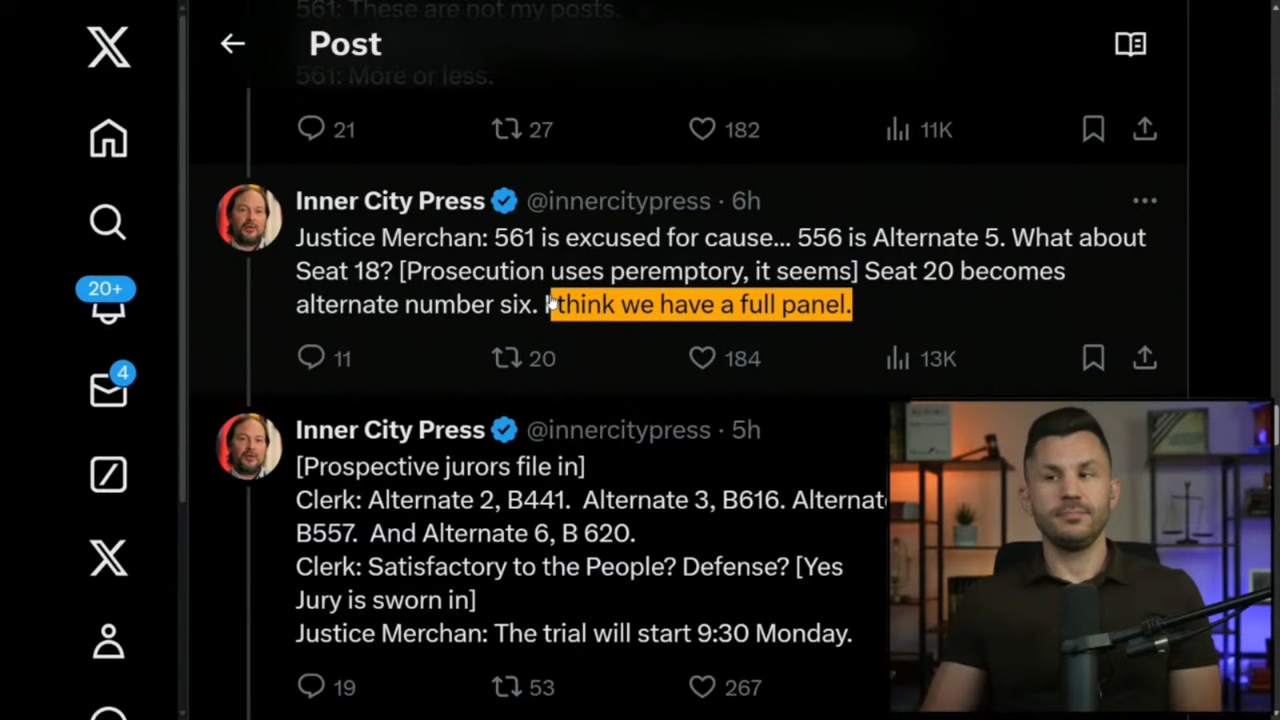 561: These are not my posts.
Post
561: More or less.
21 27 182 11K
Inner City Press @innercitypress · 6h
Justice Merchan: 561 is excused for cause... 556 is Alternate 5. What about
Seat 18? [Prosecution uses peremptory, it seems] Seat 20 becomes
alternate number six. I think we have a full panel.
20+
11 20 184 13K
4
Inner City Press @innercitypress · 5h
[Prospective jurors file in]
Clerk: Alternate 2, B441. Alternate 3, B616. Alternate
B557. And Alternate 6, B 620.
Clerk: Satisfactory to the People? Defense? [Yes
Jury is sworn in]
Justice Merchan: The trial will start 9:30 Monday.
19 53 267